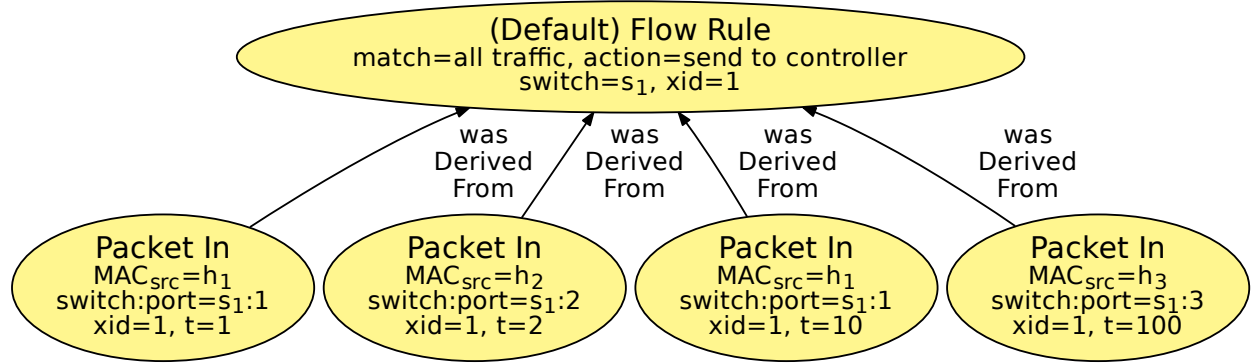 (Default) Flow Rule
match=all traffic, action=send to controller
switch=s₁, xid=1
was
Derived
From
was
Derived
From
was
Derived
From
was
Derived
From
Packet In
MACsrc=h₁
switch:port=s₁:1
xid=1, t=1
Packet In
MACsrc=h₂
switch:port=s₁:2
xid=1, t=2
Packet In
MACsrc=h₁
switch:port=s₁:1
xid=1, t=10
Packet In
MACsrc=h₃
switch:port=s₁:3
xid=1, t=100